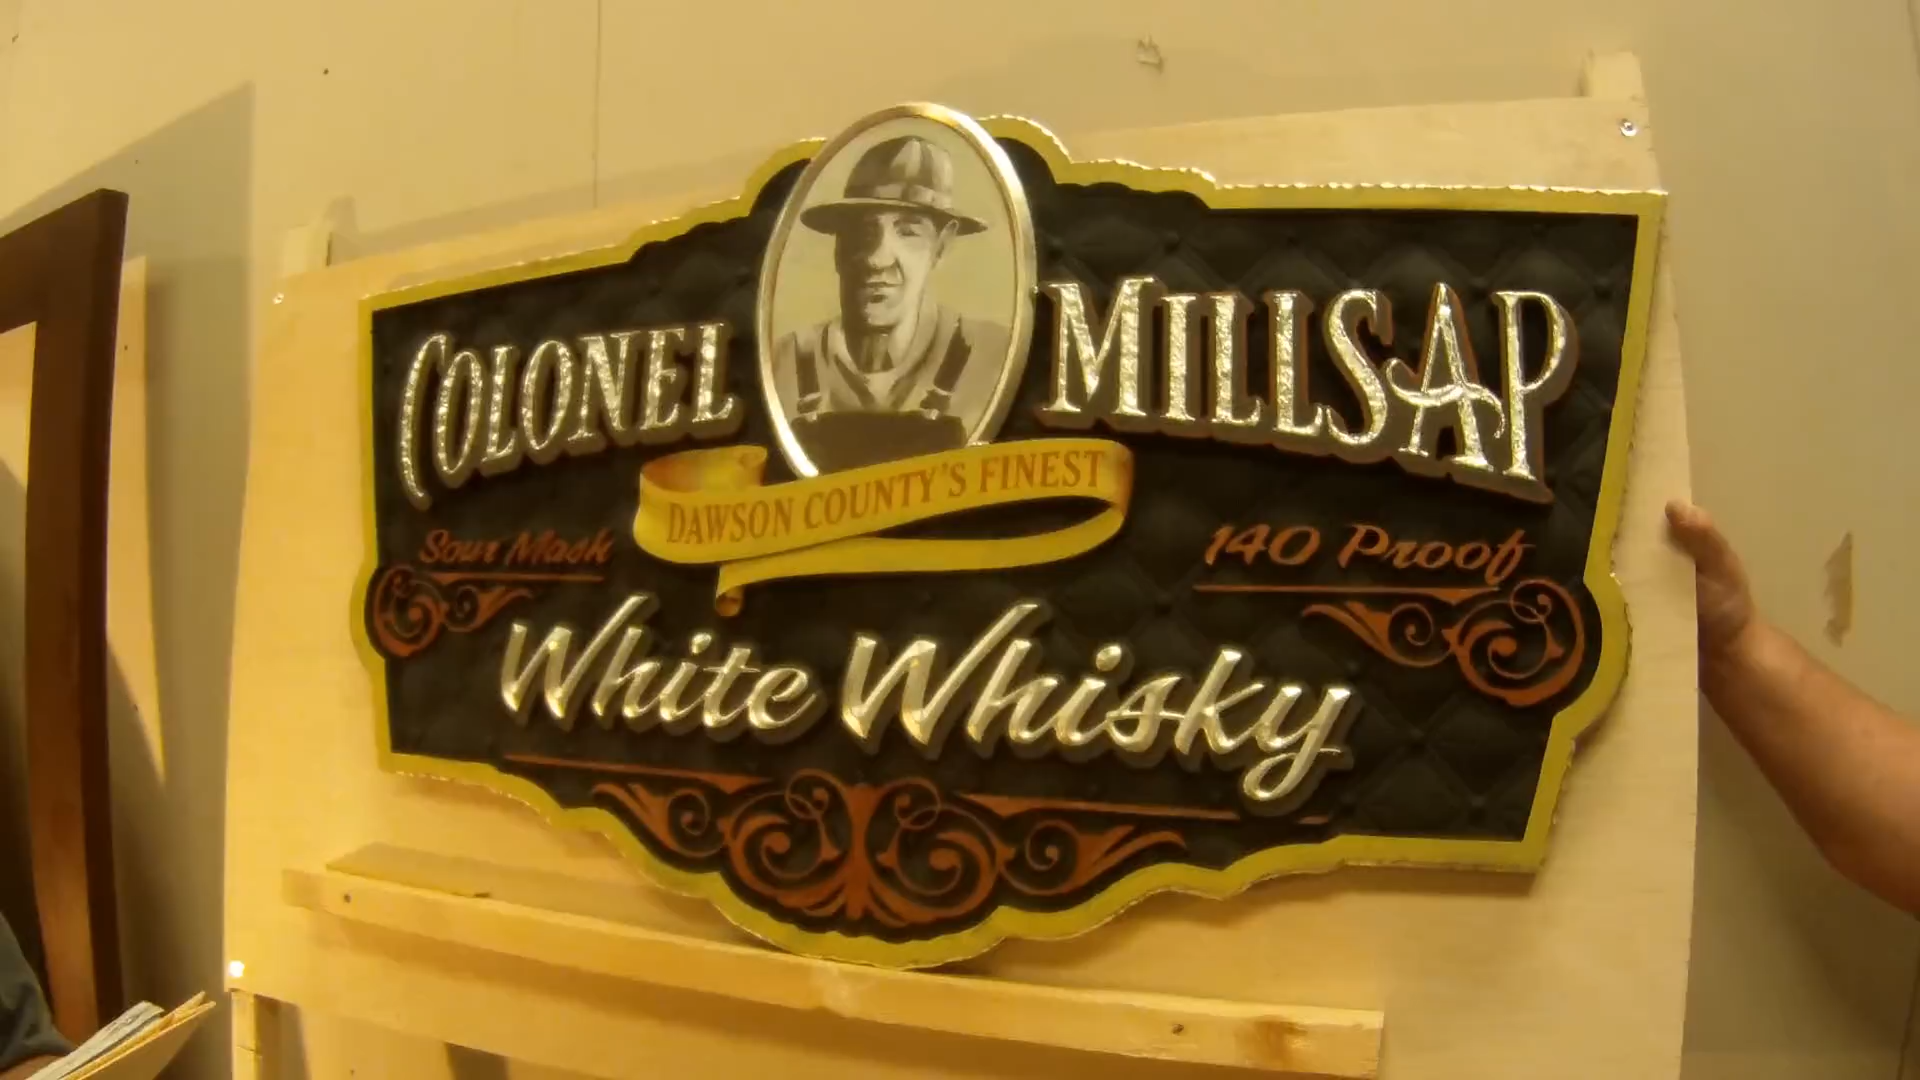 COLONEL MILLSAP
DAWSON COUNTY'S FINEST
Sour Mash
140 Proof
White Whisky